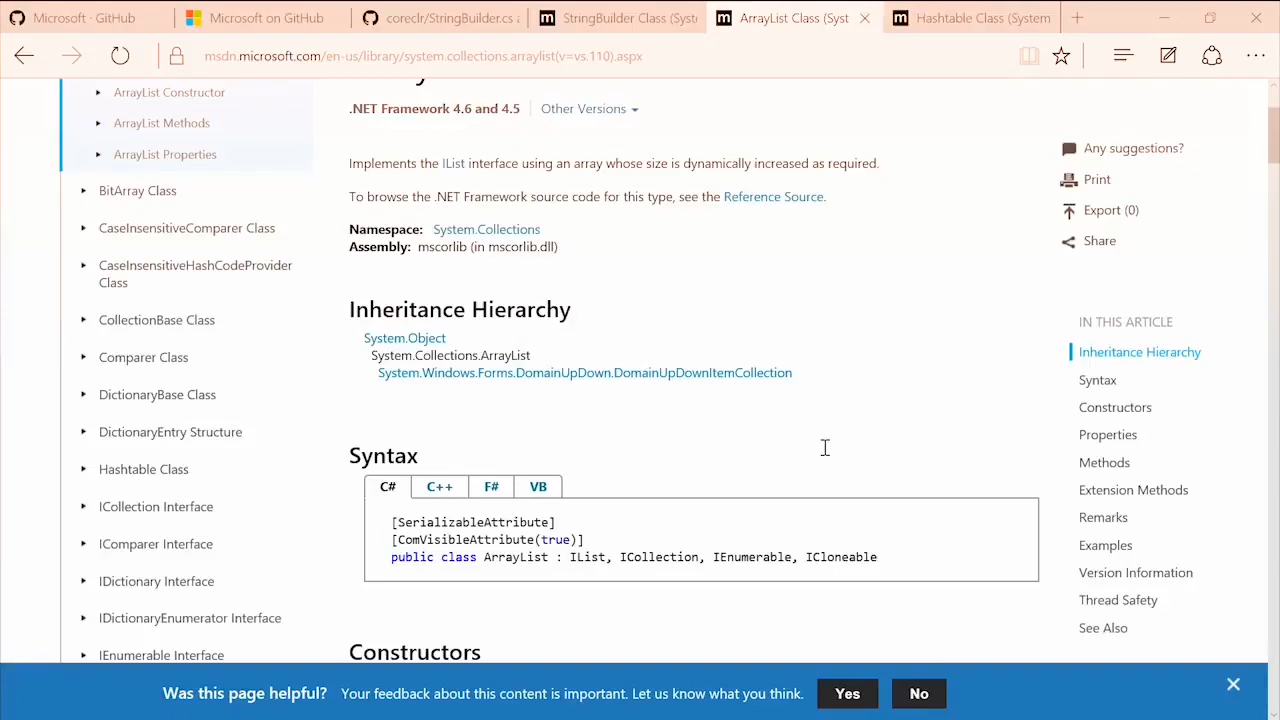 Microsoft · GitHub
Microsoft on GitHub
coreclr/StringBuilder.cs
StringBuilder Class (Syst
ArrayList Class (Syst
Hashtable Class (System
msdn.microsoft.com/en-us/library/system.collections.arraylist(v=vs.110).aspx
ArrayList Constructor
ArrayList Methods
ArrayList Properties
BitArray Class
CaseInsensitiveComparer Class
CaseInsensitiveHashCodeProvider
Class
CollectionBase Class
Comparer Class
DictionaryBase Class
DictionaryEntry Structure
Hashtable Class
ICollection Interface
IComparer Interface
IDictionary Interface
IDictionaryEnumerator Interface
IEnumerable Interface
.NET Framework 4.6 and 4.5
Other Versions
Implements the IList interface using an array whose size is dynamically increased as required.
To browse the .NET Framework source code for this type, see the Reference Source.
Namespace: System.Collections
Assembly: mscorlib (in mscorlib.dll)
Inheritance Hierarchy
System.Object
System.Collections.ArrayList
System.Windows.Forms.DomainUpDown.DomainUpDownItemCollection
Syntax
C# C++ F# VB
[SerializableAttribute]
[ComVisibleAttribute(true)]
public class ArrayList : IList, ICollection, IEnumerable, ICloneable
Constructors
Any suggestions?
Print
Export (0)
Share
IN THIS ARTICLE
Inheritance Hierarchy
Syntax
Constructors
Properties
Methods
Extension Methods
Remarks
Examples
Version Information
Thread Safety
See Also
Was this page helpful? Your feedback about this content is important. Let us know what you think. Yes No